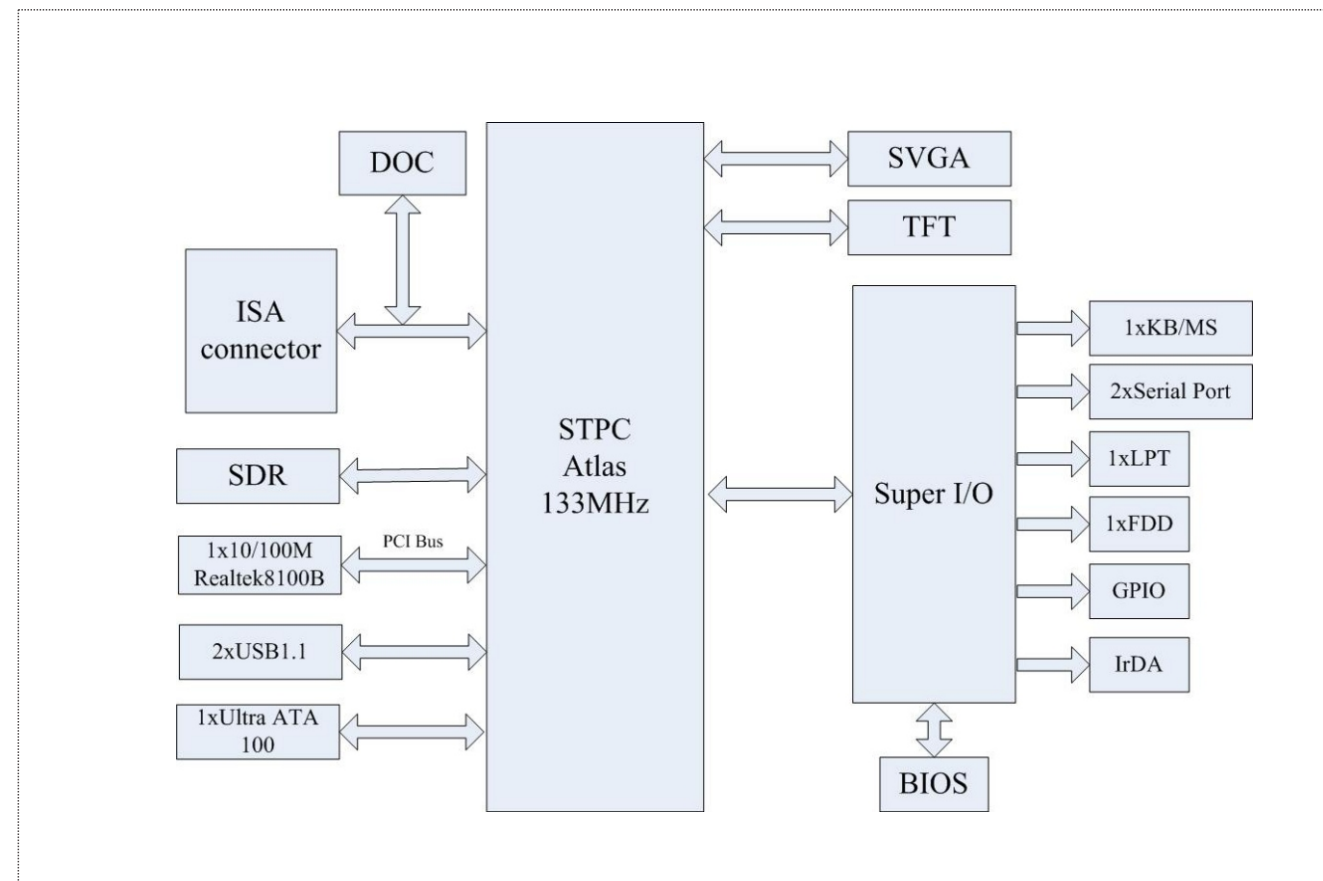 DOC
ISA
connector
SDR
1x10/100M
Realtek8100B
PCI Bus
2xUSB1.1
1xUltra ATA
100
STPC
Atlas
133MHz
SVGA
TFT
Super I/O
1xKB/MS
2xSerial Port
1xLPT
1xFDD
GPIO
IrDA
BIOS